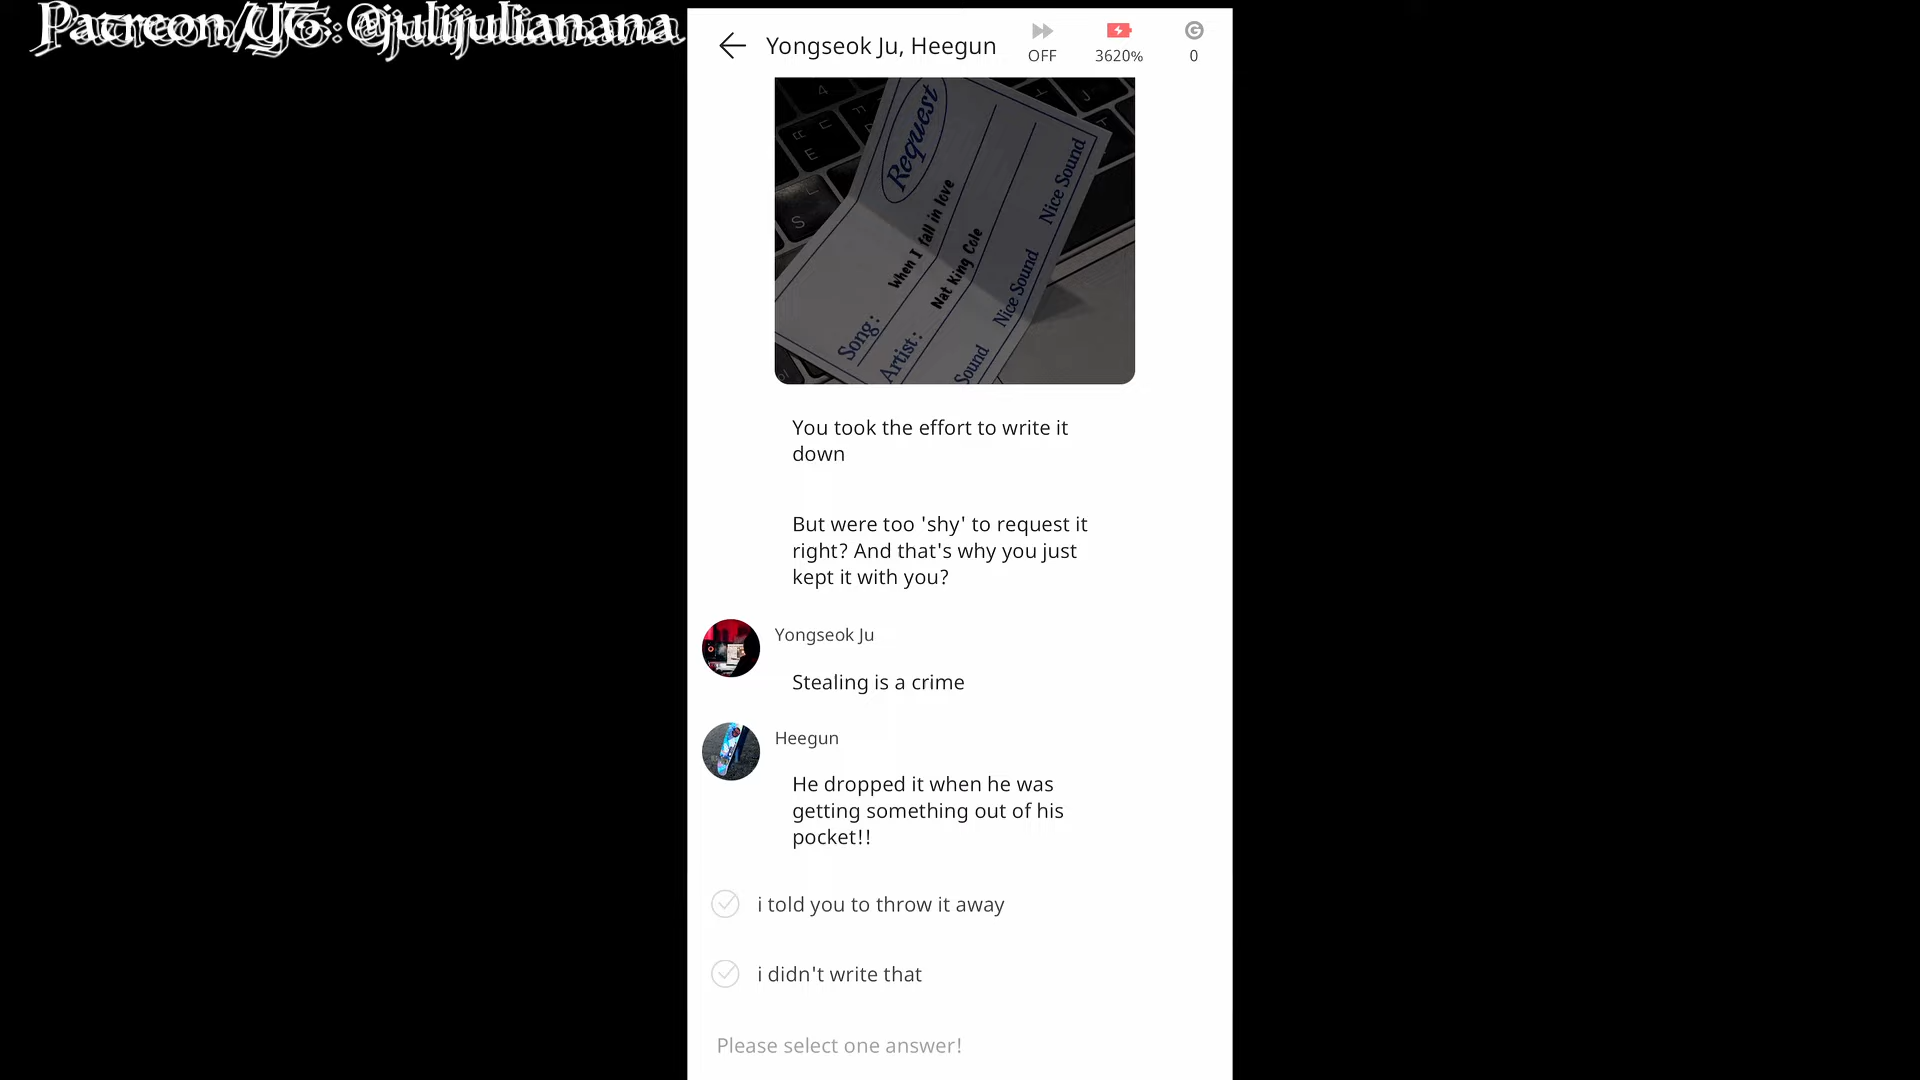 Patreon/YT: @julijulianana
Yongseok Ju, Heegun
OFF
3620%
0
Request
Song: When I fall in love
Artist: Nat King Cole
Sound Nice Sound Nice Sound
You took the effort to write it
down
But were too 'shy' to request it
right? And that's why you just
kept it with you?
Yongseok Ju
Stealing is a crime
Heegun
He dropped it when he was
getting something out of his
pocket!!
i told you to throw it away
i didn't write that
Please select one answer!